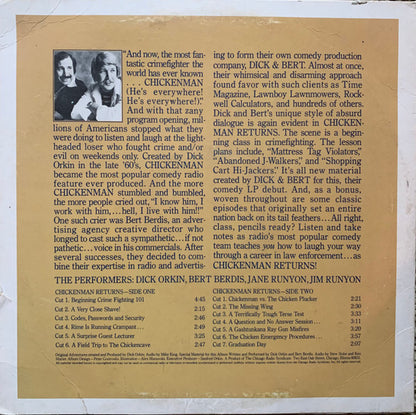 "And now, the most fan-
tastic crimefighter the
world has ever known
. . . CHICKENMAN
(He's everywhere!
He's everywhere!)."
And with that zany
program opening, mil-
lions of Americans stopped what they
were doing to listen and laugh at the light-
headed loser who fought crime and/or
evil on weekends only. Created by Dick
Orkin in the late '60's, CHICKENMAN
became the most popular comedy radio
feature ever produced. And the more
CHICKENMAN stumbled and bumbled,
the more people cried out, "I know him, I
work with him, . . . hell, I live with him!!"
One such crier was Bert Berdis, an adver-
tising agency creative director who
longed to cast such a sympathetic . . . if not
pathetic . . . voice in his commercials. After
several successes, they decided to com-
bine their expertise in radio and advertis-
ing to form their own comedy production
company, DICK & BERT. Almost at once,
their whimsical and disarming approach
found favor with such clients as Time
Magazine, Lawnboy Lawnmowers, Rock-
well Calculators, and hundreds of others.
Dick and Bert's unique style of absurd
dialogue is again evident in CHICKEN-
MAN RETURNS. The scene is a begin-
ning class in crimefighting. The lesson
plans include, "Mattress Tag Violators,"
"Abandoned J-Walkers," and "Shopping
Cart Hi-Jackers." It's all new material
created by DICK & BERT for this, their
comedy LP debut. And, as a bonus,
woven throughout are some classic
episodes that originally set an entire
nation back on its tail feathers . . . All right,
class, pencils ready? Listen and take
notes as radio's most popular comedy
team teaches you how to laugh your way
through a career in law enforcement . . . as
CHICKENMAN RETURNS!
THE PERFORMERS: DICK ORKIN, BERT BERDIS, JANE RUNYON, JIM RUNYON
CHICKENMAN RETURNS—SIDE ONE
Cut 1. Beginning Crime Fighting 101 4:45
Cut 2. A Very Close Shave! 2:21
Cut 3. Codes, Passwords and Security 2:46
Cut 4. Rime Is Running Crampant . . . 2:49
Cut 5. A Surprise Guest Lecturer 2:25
Cut 6. A Field Trip to the Chickencave 2:47
CHICKENMAN RETURNS—SIDE TWO
Cut 1. Chickenman vs. The Chicken Plucker 2:21
Cut 2. The Missing Wing 2:30
Cut 3. A Terrifically Tough Terse Test 3:33
Cut 4. A Question and No Answer Session . . . 2:31
Cut 5. A Gashtmikana Ray Gun Misfires 2:30
Cut 6. The Chicken Emergency Procedures . . . 2:51
Cut 7. Graduation Day 1:10